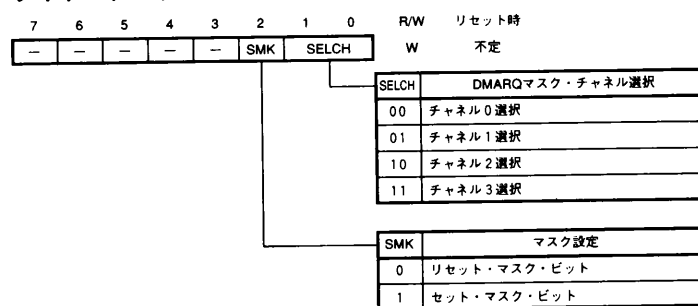 7 6 5 4 3 2 1 0 R/W リセット時
— — — — — SMK SELCH W 不定
SELCH DMARQマスク・チャネル選択
00 チャネル0選択
01 チャネル1選択
10 チャネル2選択
11 チャネル3選択
SMK マスク設定
0 リセット・マスク・ビット
1 セット・マスク・ビット